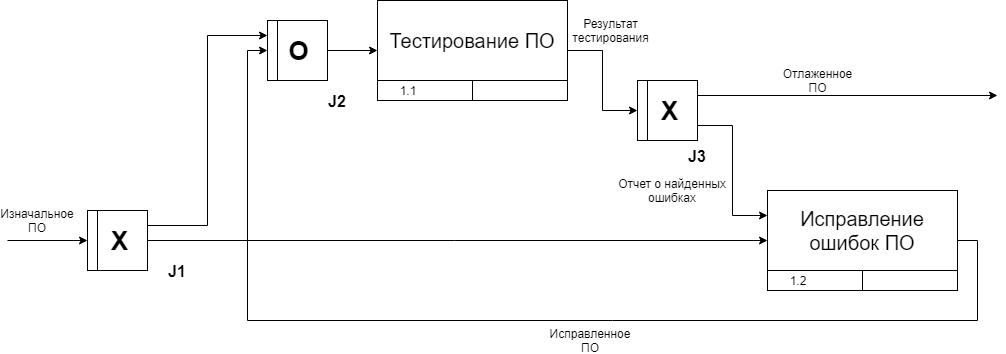 Тестирование ПО
1.1
Результат
тестирования
O
J2
X
J3
Отлаженное
ПО
Отчет о найденных
ошибках
Изначальное
ПО
X
J1
Исправление
ошибок ПО
1.2
Исправленное
ПО